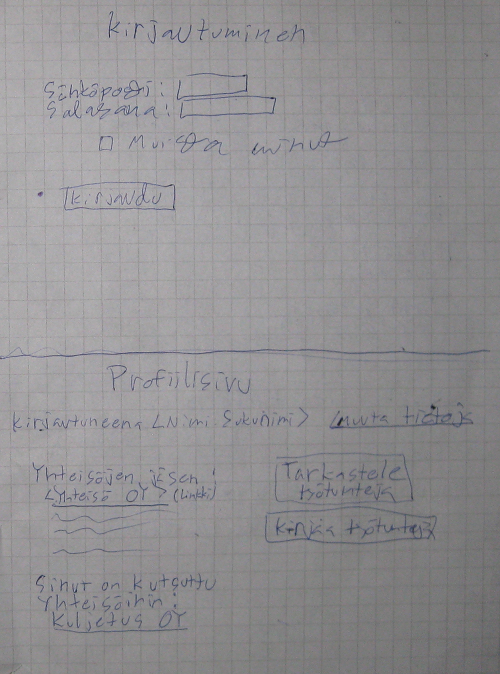 Kirjautuminen
Sähköposti:
Salasana:
Muista minut
Kirjaudu
Profiilisivu
Kirjautuneena <Nimi Sukunimi> muuta tietoja
Yhteisöjen jäsen:
<Yhteisö OY> (Linkki)
Tarkastele
työtunteja
Kirjaa työtunteja
Sinut on kutsuttu
Yhteisöihin:
Kuljetus OY